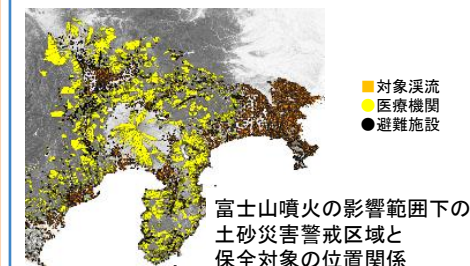 ■対象渓流
●医療機関
●避難施設
富士山噴火の影響範囲下の
土砂災害警戒区域と
保全対象の位置関係